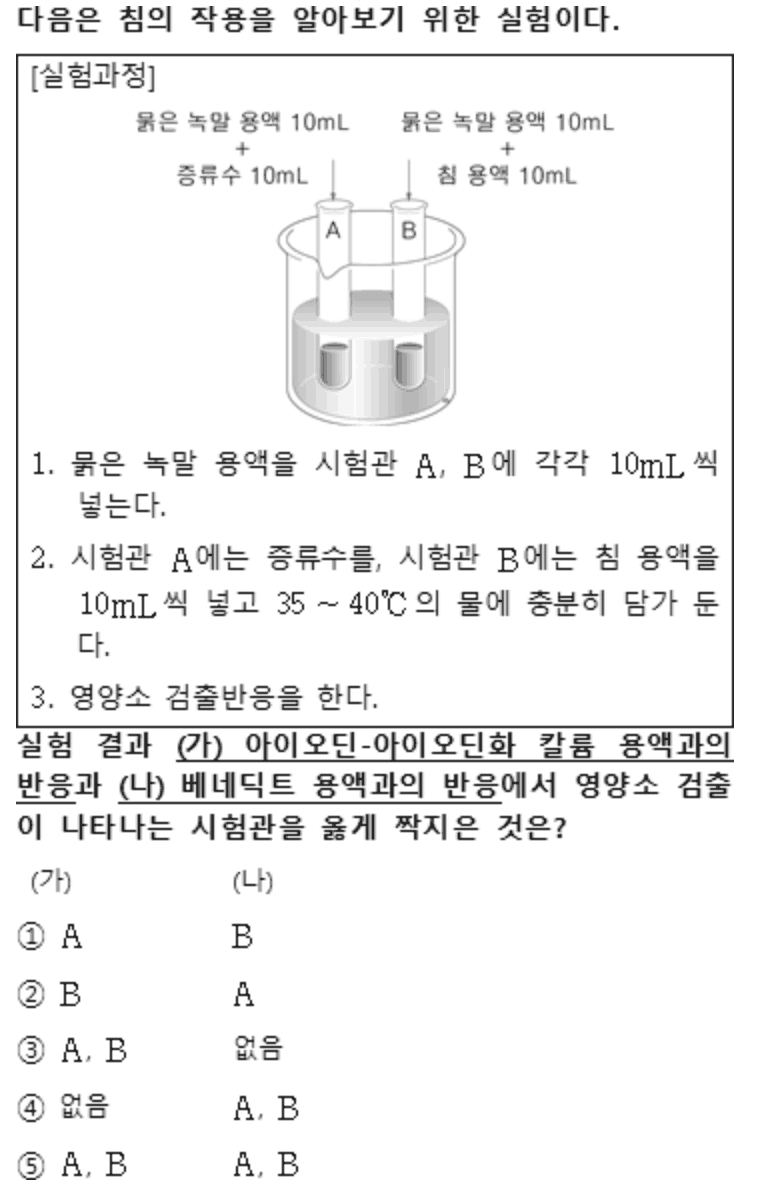 다음은 침의 작용을 알아보기 위한 실험이다.
[실험과정]
묽은 녹말 용액 10mL 묽은 녹말 용액 10mL
+ +
증류수 10mL 침 용액 10mL
A B
1. 묽은 녹말 용액을 시험관 A, B에 각각 10mL씩
넣는다.
2. 시험관 A에는 증류수를, 시험관 B에는 침 용액을
10mL씩 넣고 35 ~ 40℃의 물에 충분히 담가 둔
다.
3. 영양소 검출반응을 한다.
실험 결과 (가) 아이오딘-아이오딘화 칼륨 용액과의
반응과 (나) 베네딕트 용액과의 반응에서 영양소 검출
이 나타나는 시험관을 옳게 짝지은 것은?
(가) (나)
① A B
② B A
③ A, B 없음
④ 없음 A, B
⑤ A, B A, B